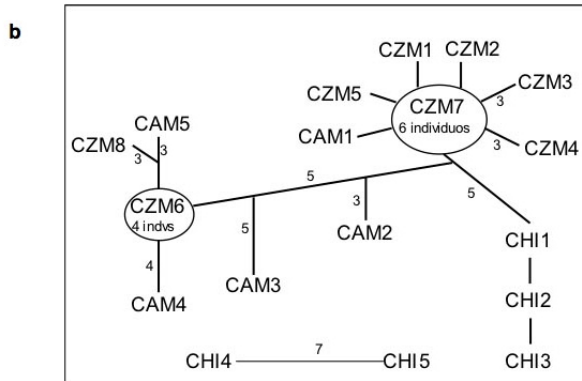 b
CZM1 CZM2
CZM5 CZM7 CZM3
3
CAM5 CAM1 6 individuos
CZM8 3 3 3 CZM4
5
CZM6 3 5
4 indvs 5 CAM2 CHI1
4
CAM4 CAM3
CHI2
7
CHI4 CHI5 CHI3